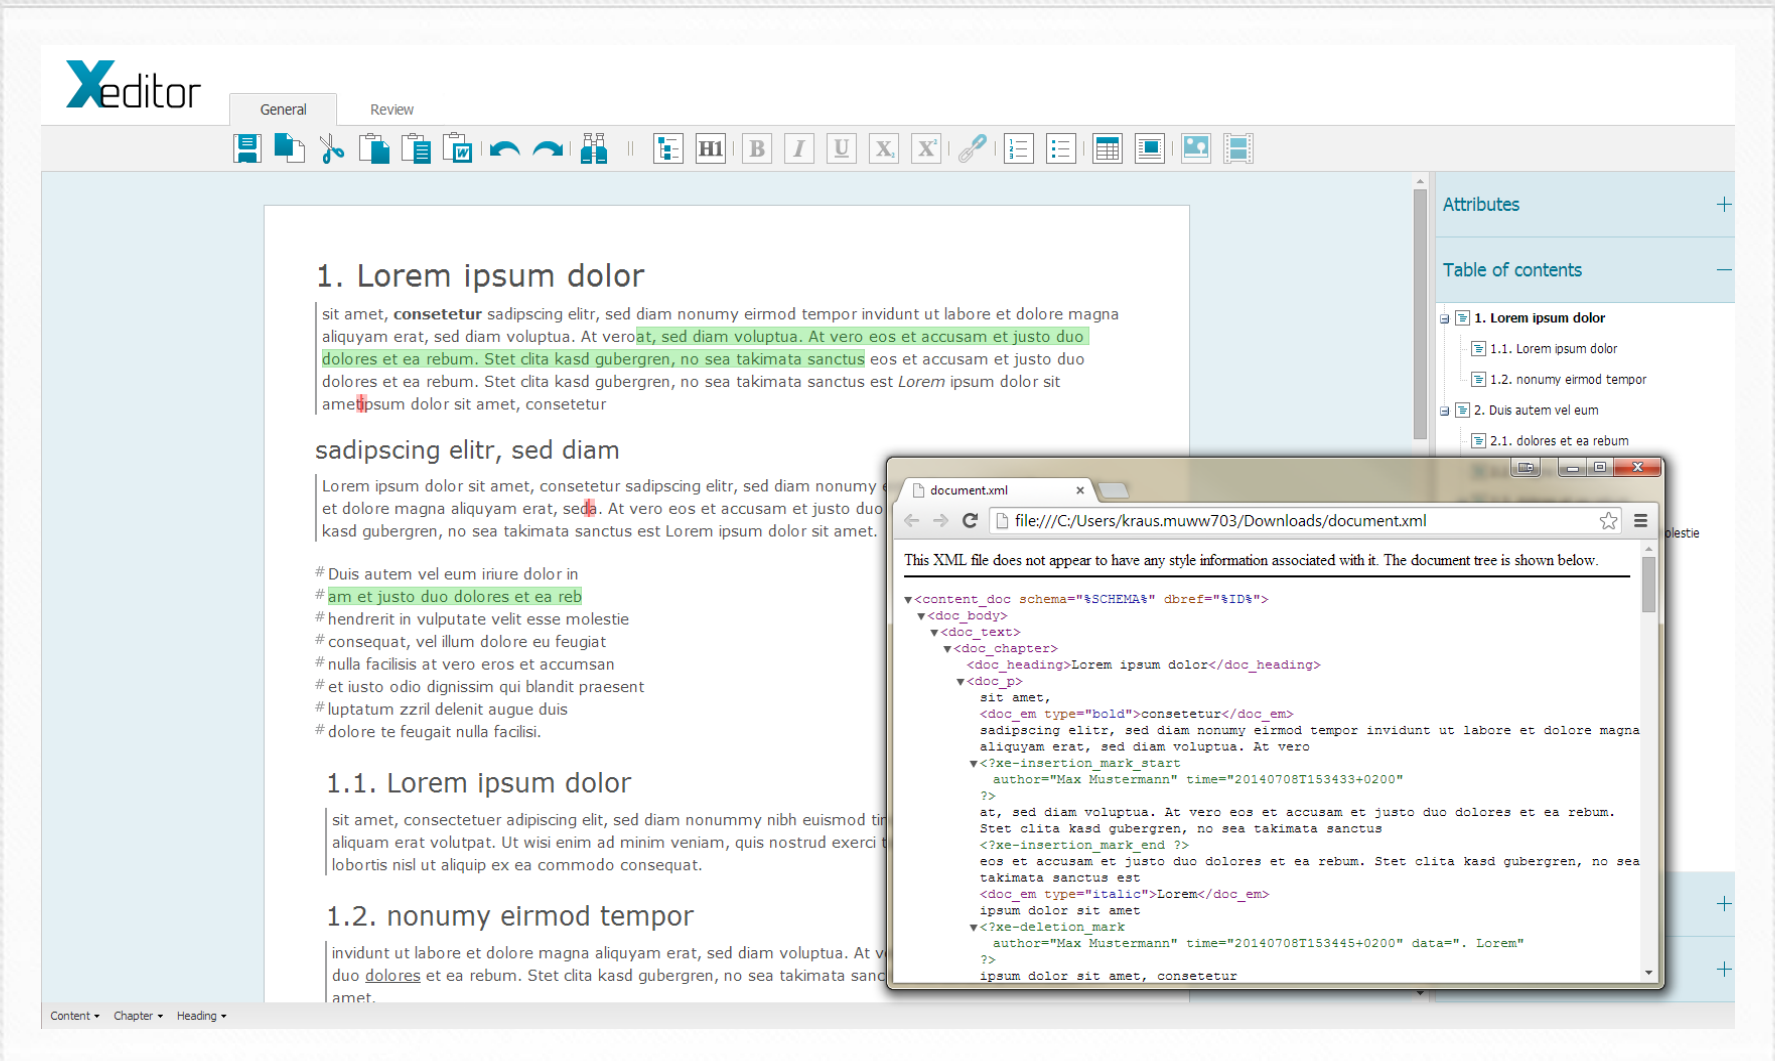 Xeditor
General
Review
H1 B I U X₂ X²
1. Lorem ipsum dolor
sit amet, consetetur sadipscing elitr, sed diam nonumy eirmod tempor invidunt ut labore et dolore magna
aliquyam erat, sed diam voluptua. At veroat, sed diam voluptua. At vero eos et accusam et justo duo
dolores et ea rebum. Stet clita kasd gubergren, no sea takimata sanctus eos et accusam et justo duo
dolores et ea rebum. Stet clita kasd gubergren, no sea takimata sanctus est Lorem ipsum dolor sit
ametipsum dolor sit amet, consetetur
sadipscing elitr, sed diam
Lorem ipsum dolor sit amet, consetetur sadipscing elitr, sed diam nonumy
et dolore magna aliquyam erat, seda. At vero eos et accusam et justo duo
kasd gubergren, no sea takimata sanctus est Lorem ipsum dolor sit amet.
# Duis autem vel eum iriure dolor in
# am et justo duo dolores et ea reb
# hendrerit in vulputate velit esse molestie
# consequat, vel illum dolore eu feugiat
# nulla facilisis at vero eros et accumsan
# et iusto odio dignissim qui blandit praesent
# luptatum zzril delenit augue duis
# dolore te feugait nulla facilisi.
1.1. Lorem ipsum dolor
sit amet, consectetuer adipiscing elit, sed diam nonummy nibh euismod
aliquam erat volutpat. Ut wisi enim ad minim veniam, quis nostrud exerci
lobortis nisl ut aliquip ex ea commodo consequat.
1.2. nonumy eirmod tempor
invidunt ut labore et dolore magna aliquyam erat, sed diam voluptua. At
duo dolores et ea rebum. Stet clita kasd gubergren, no sea takimata sanc
amet.
Content
Chapter
Heading
Attributes
Table of contents
1. Lorem ipsum dolor
1.1. Lorem ipsum dolor
1.2. nonumy eirmod tempor
2. Duis autem vel eum
2.1. dolores et ea rebum
olestie
document.xml
file:///C:/Users/kraus.muww703/Downloads/document.xml
This XML file does not appear to have any style information associated with it. The document tree is shown below.
<content_doc schema="%SCHEMA%" dbref="%ID%">
<doc_body>
<doc_text>
<doc_chapter>
<doc_heading>Lorem ipsum dolor</doc_heading>
<doc_p>
sit amet,
<doc_em type="bold">consetetur</doc_em>
sadipscing elitr, sed diam nonumy eirmod tempor invidunt ut labore et dolore magna
aliquyam erat, sed diam voluptua. At vero
<?xe-insertion_mark_start
author="Max Mustermann" time="20140708T153433+0200"
?>
at, sed diam voluptua. At vero eos et accusam et justo duo dolores et ea rebum.
Stet clita kasd gubergren, no sea takimata sanctus
<?xe-insertion_mark_end ?>
eos et accusam et justo duo dolores et ea rebum. Stet clita kasd gubergren, no sea
takimata sanctus est
<doc_em type="italic">Lorem</doc_em>
ipsum dolor sit amet
<?xe-deletion_mark
author="Max Mustermann" time="20140708T153445+0200" data=". Lorem"
?>
ipsum dolor sit amet, consetetur